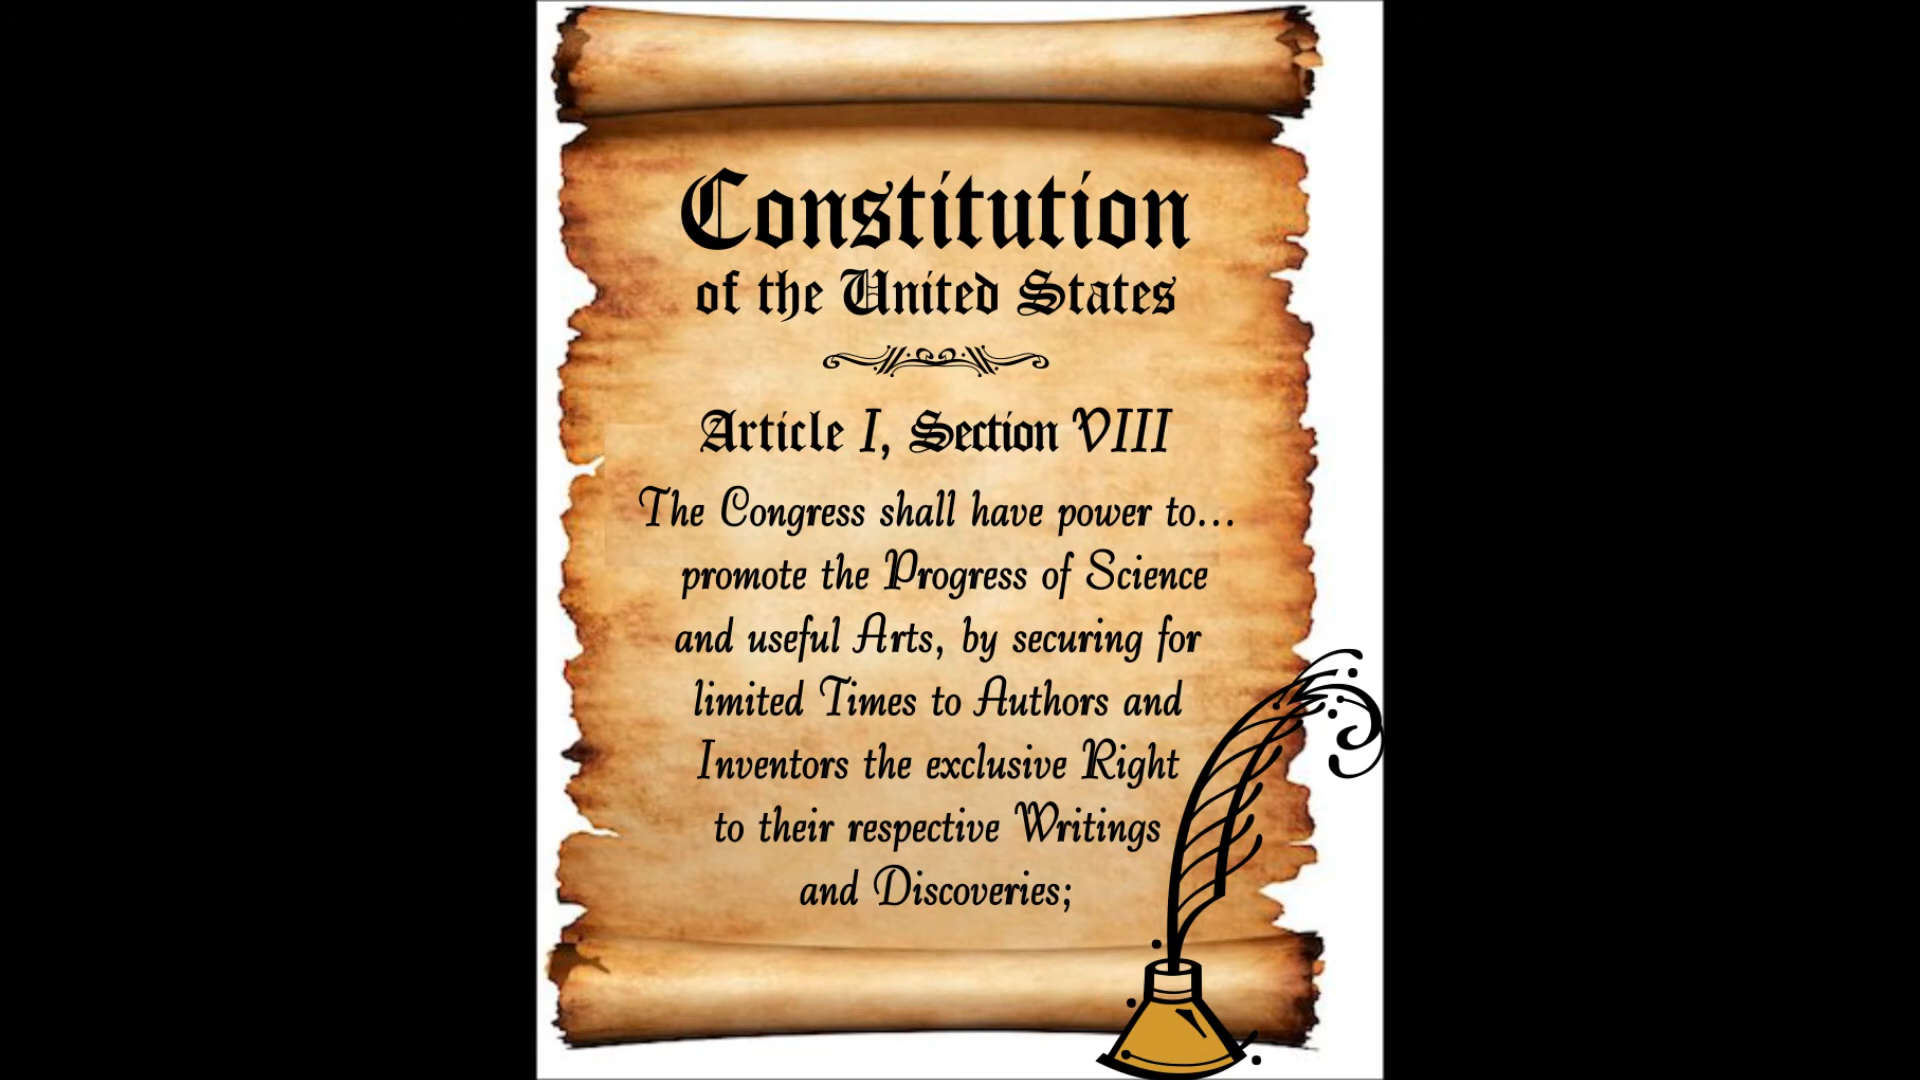 Constitution
of the United States
Article I, Section VIII
The Congress shall have power to...
promote the Progress of Science
and useful Arts, by securing for
limited Times to Authors and
Inventors the exclusive Right
to their respective Writings
and Discoveries;